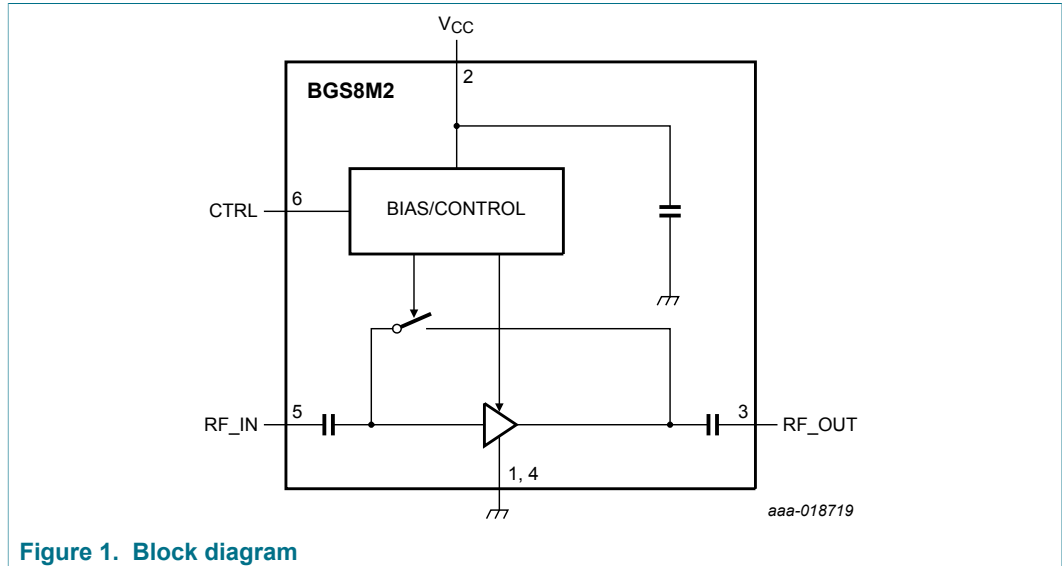 VCC
2
BGS8M2
CTRL
6
BIAS/CONTROL
RF_IN
5
3
RF_OUT
1, 4
aaa-018719
Figure 1. Block diagram